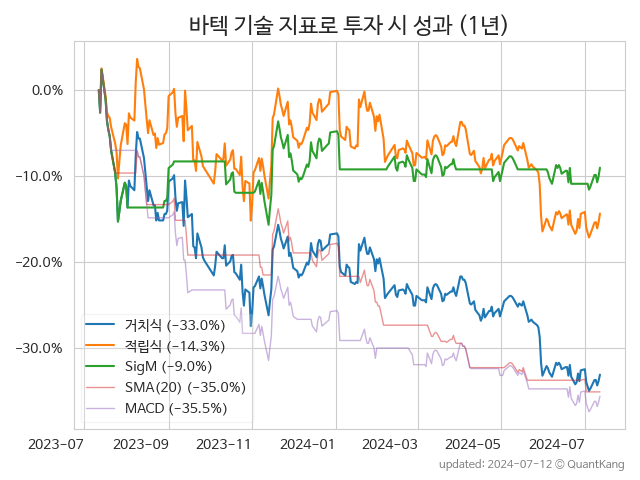 바텍 기술 지표로 투자 시 성과 (1년)
0.0%
−10.0%
−20.0%
−30.0%
거치식 (−33.0%)
적립식 (−14.3%)
SigM (−9.0%)
SMA(20) (−35.0%)
MACD (−35.5%)
2023-07 2023-09 2023-11 2024-01 2024-03 2024-05 2024-07
updated: 2024-07-12 © QuantKang